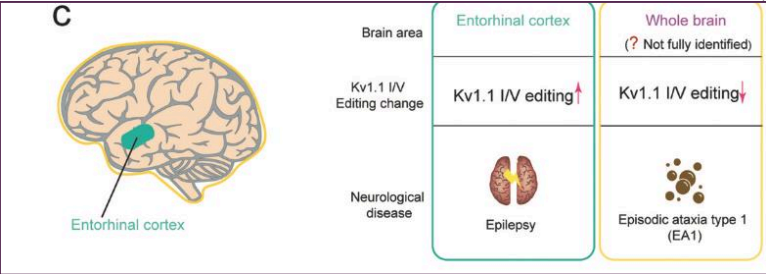 C
Entorhinal cortex
Brain area
Entorhinal cortex
Whole brain
(? Not fully identified)
Kv1.1 I/V
Editing change
Kv1.1 I/V editing↑
Kv1.1 I/V editing↓
Neurological
disease
Epilepsy
Episodic ataxia type 1
(EA1)